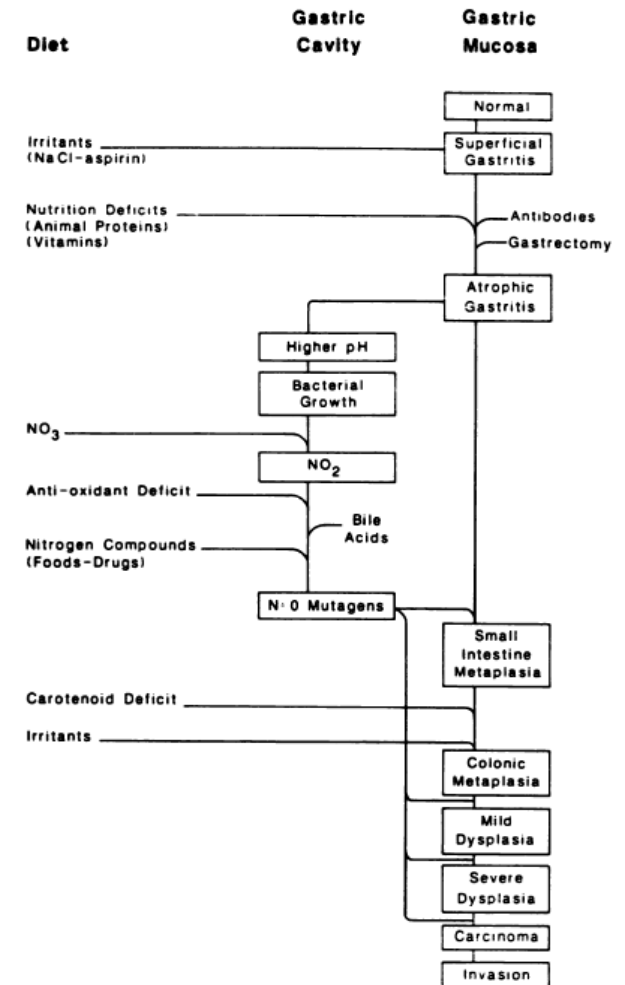 Gastric
Cavity
Gastric
Mucosa
Diet
Normal
Irritants
(NaCl-aspirin)
Superficial
Gastritis
Nutrition Deficits
(Animal Proteins)
(Vitamins)
Antibodies
Gastrectomy
Atrophic
Gastritis
Higher pH
Bacterial
Growth
NO3
NO2
Anti-oxidant Deficit
Bile
Acids
Nitrogen Compounds
(Foods-Drugs)
N:O Mutagens
Small
Intestine
Metaplasia
Carotenoid Deficit
Irritants
Colonic
Metaplasia
Mild
Dysplasia
Severe
Dysplasia
Carcinoma
Invasion